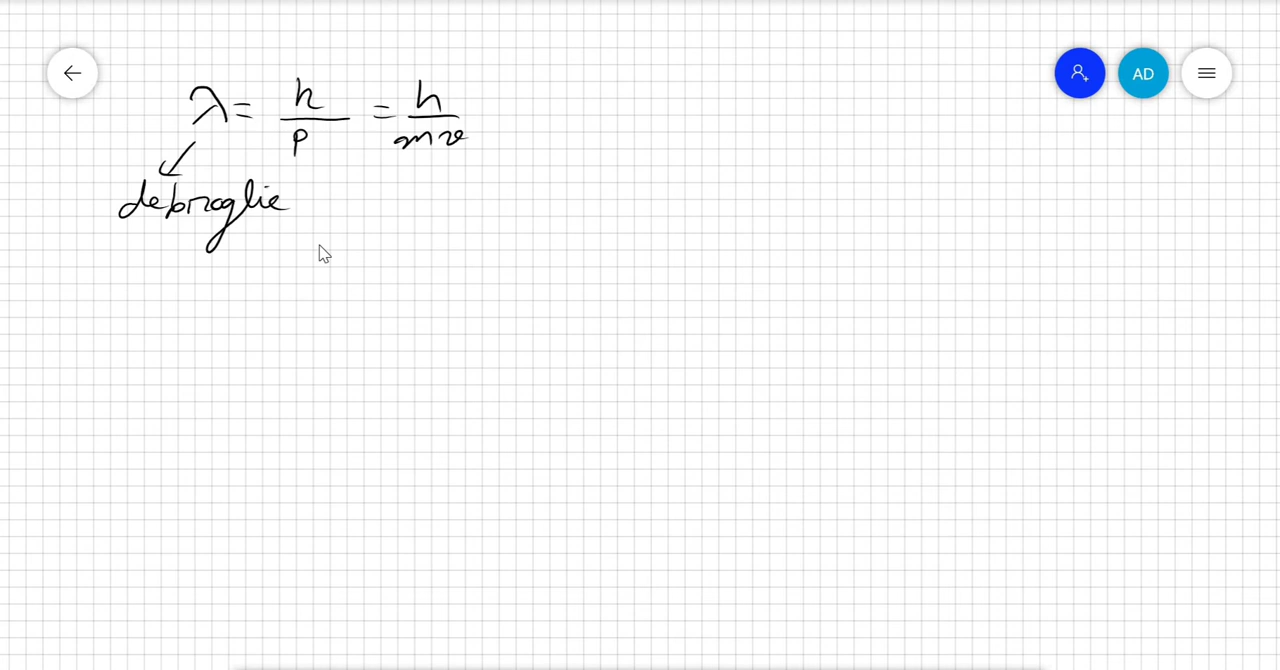 AD
λ = h/p = h/mv
debroglie